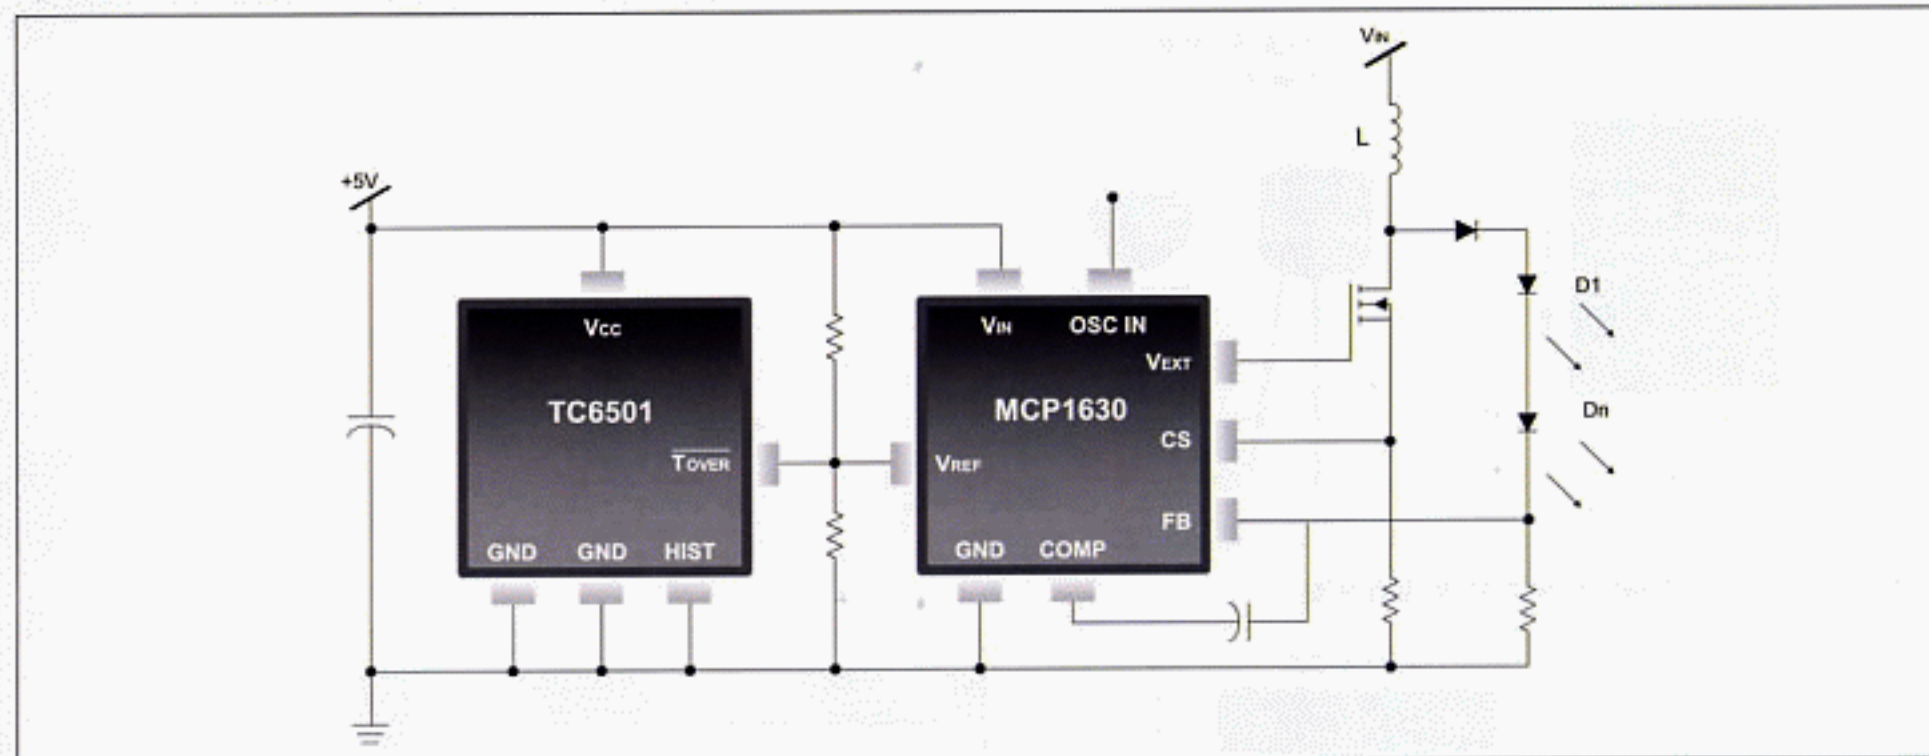 VIN
L
+5V
VCC
VIN OSC IN
D1
VEXT
TC6501
MCP1630
Dn
CS
TOVER
VREF
FB
GND GND HIST
GND COMP